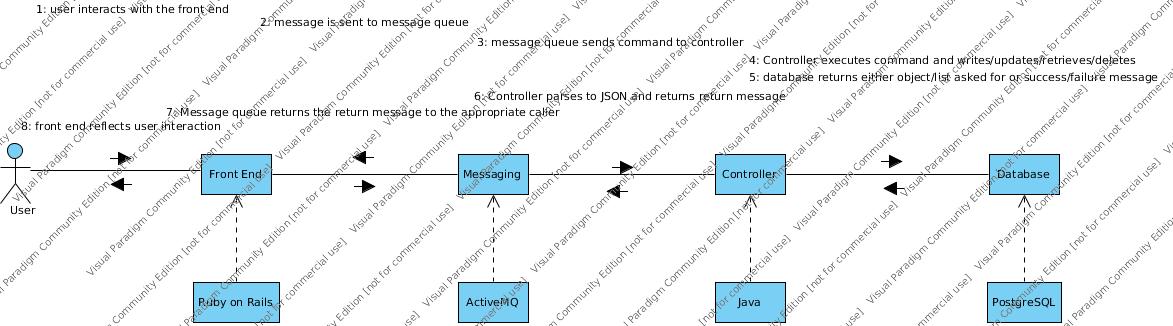 1: user interacts with the front end
2: message is sent to message queue
3: message queue sends command to controller
4: Controller executes command and writes/updates/retrieves/deletes
5: database returns either object/list asked for or success/failure message
6: Controller parses to JSON and returns return message
7: Message queue returns the return message to the appropriate caller
8: front end reflects user interaction
Front End
Messaging
Controller
Database
User
Ruby on Rails
ActiveMQ
Java
PostgreSQL
Visual Paradigm Community Edition [not for commercial use]